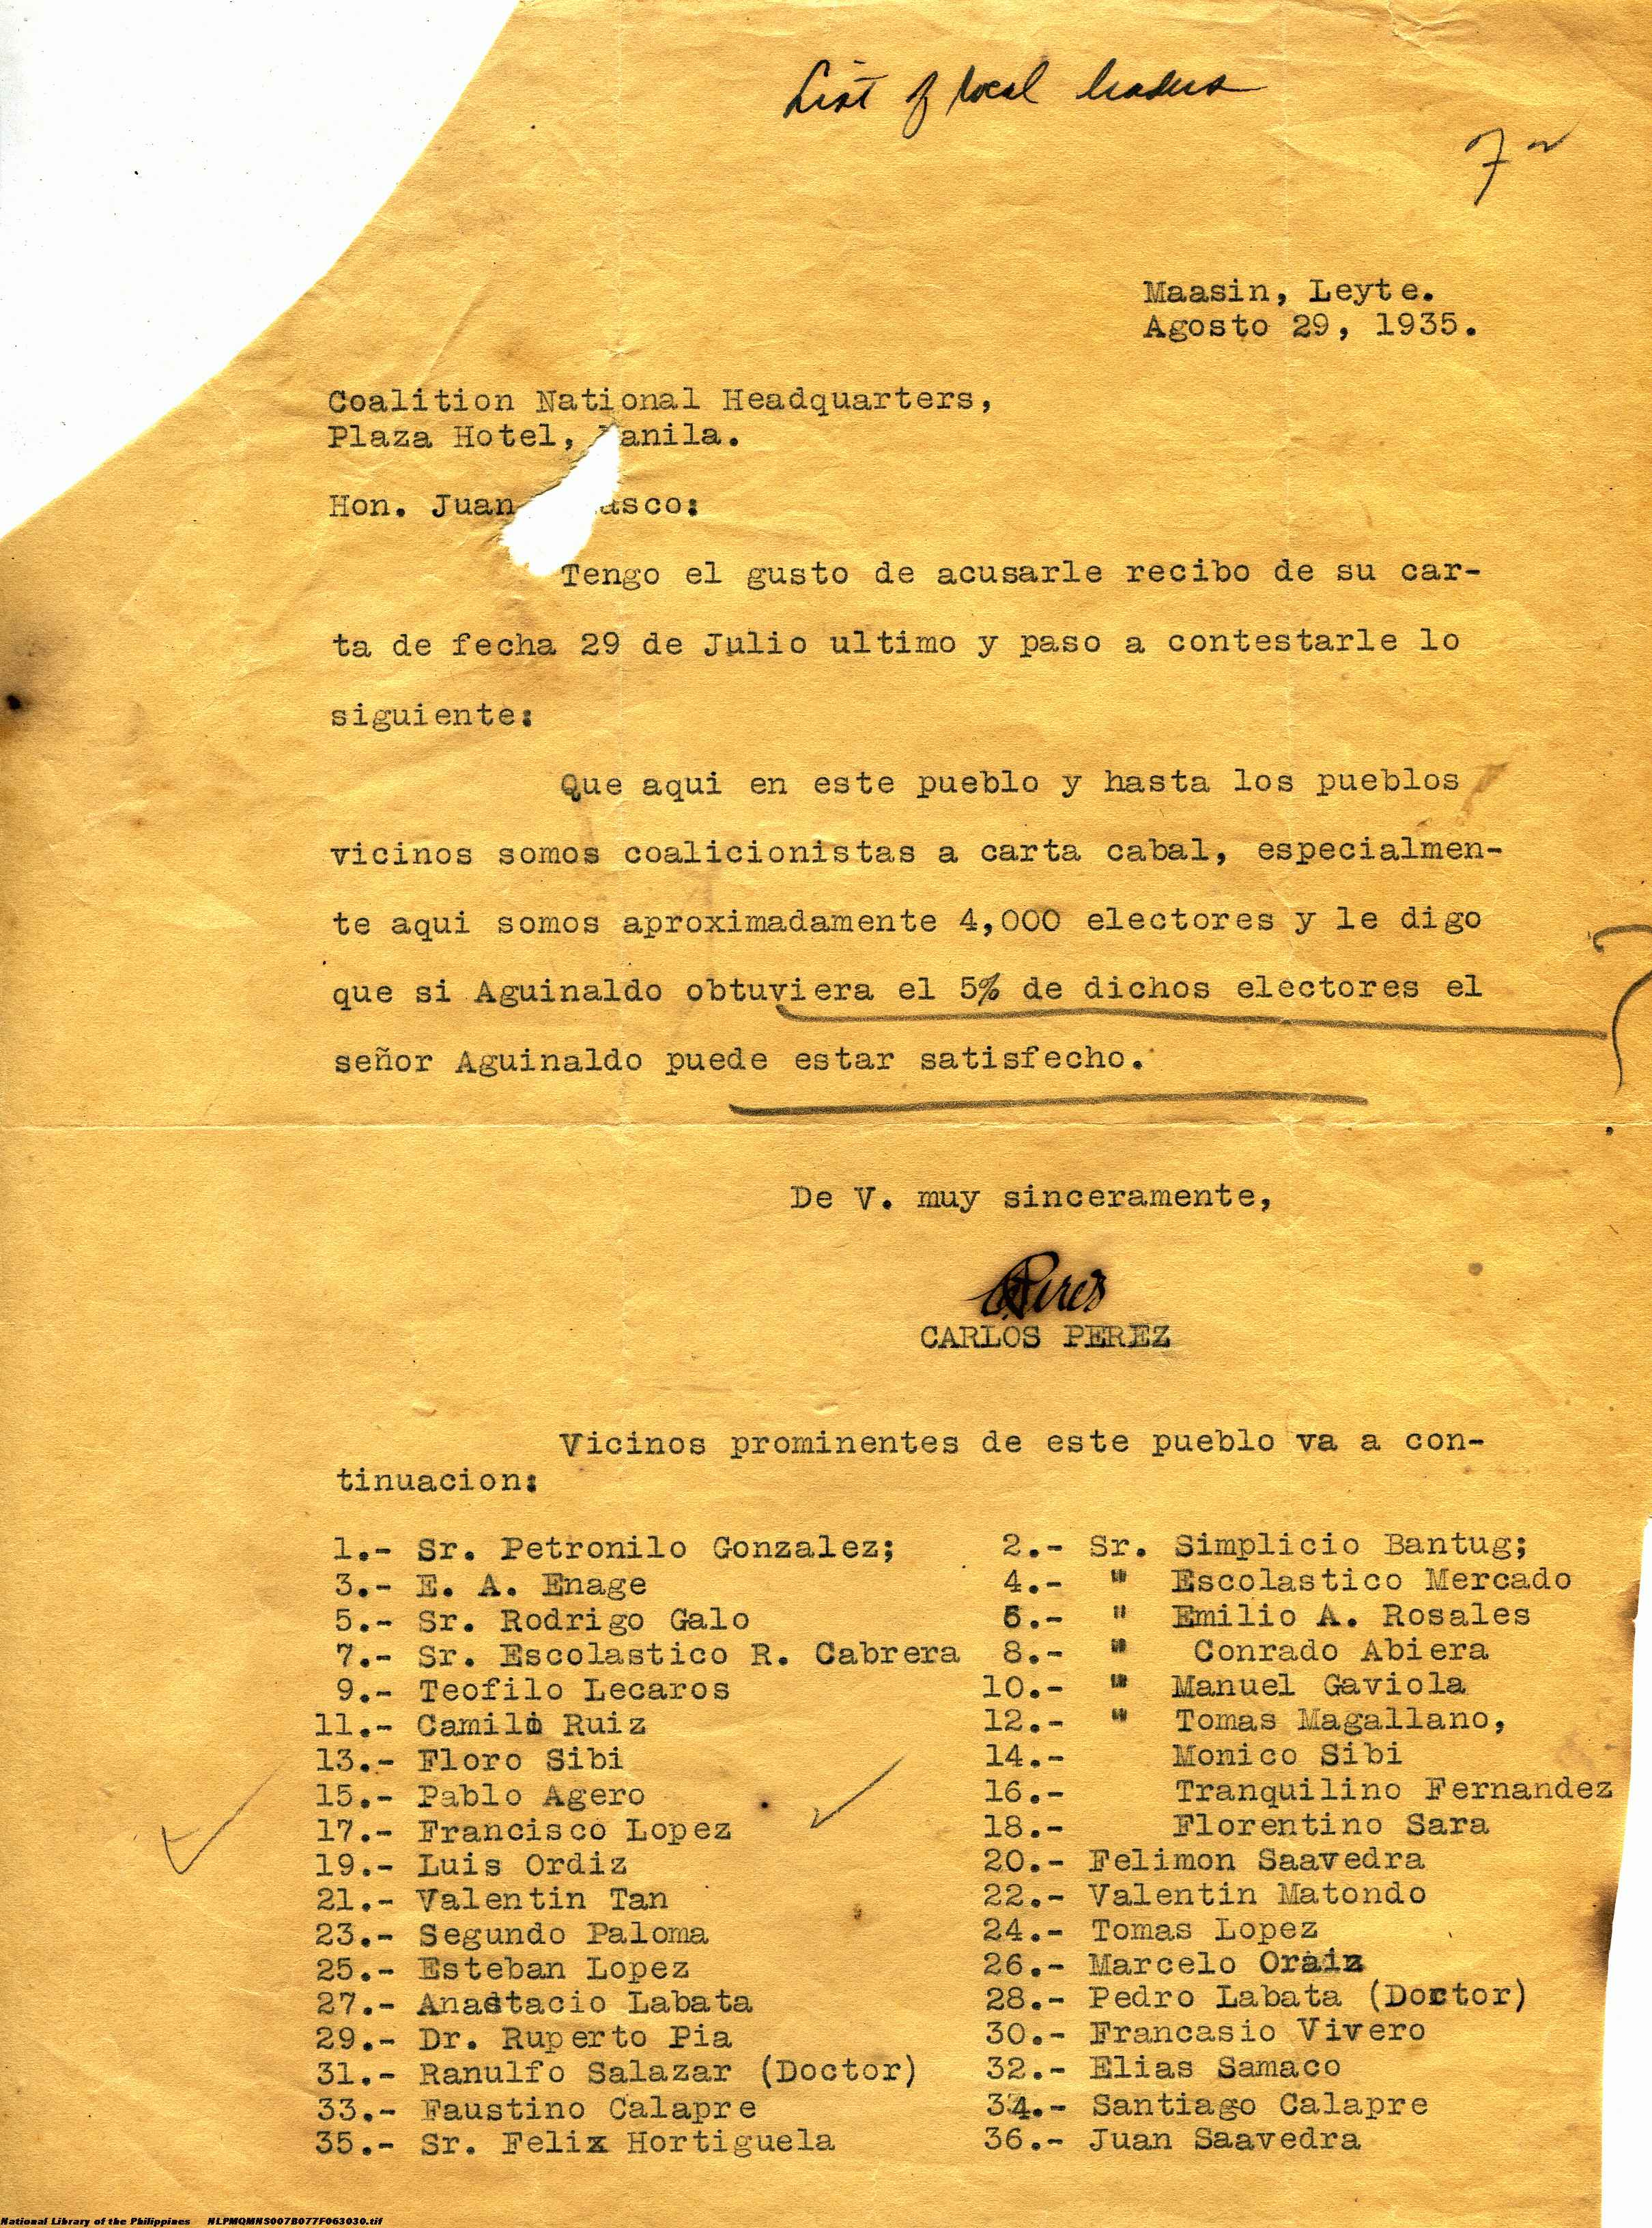 List of local leaders
Maasin, Leyte.
Agosto 29, 1935.
Coalition National Headquarters,
Plaza Hotel, anila.
Hon. Juan asco:
Tengo el gusto de acusarle recibo de su car-
ta de fecha 29 de Julio ultimo y paso a contestarle lo
siguiente:
Que aqui en este pueblo y hasta los pueblos
vicinos somos coalicionistas a carta cabal, especialmen-
te aqui somos aproximadamente 4,000 electores y le digo
que si Aguinaldo obtuviera el 5% de dichos electores el
señor Aguinaldo puede estar satisfecho.
?
De V. muy sinceramente,
CPerez
CARLOS PEREZ
Vicinos prominentes de este pueblo va a con-
tinuacion:
1.- Sr. Petronilo Gonzalez; 2.- Sr. Simplicio Bantug;
3.- E. A. Enage 4.- " Escolastico Mercado
5.- Sr. Rodrigo Galo 6.- " Emilio A. Rosales
7.- Sr. Escolastico R. Cabrera 8.- " Conrado Abiera
9.- Teofilo Lecaros 10.- " Manuel Gaviola
11.- Camilo Ruiz 12.- " Tomas Magallano,
13.- Floro Sibi 14.- Monico Sibi
15.- Pablo Agero 16.- Tranquilino Fernandez
17.- Francisco Lopez 18.- Florentino Sara
19.- Luis Ordiz 20.- Felimon Saavedra
21.- Valentin Tan 22.- Valentin Matondo
23.- Segundo Paloma 24.- Tomas Lopez
25.- Esteban Lopez 26.- Marcelo Oraiz
27.- Anastacio Labata 28.- Pedro Labata (Doctor)
29.- Dr. Ruperto Pia 30.- Francasio Vivero
31.- Ranulfo Salazar (Doctor) 32.- Elias Samaco
33.- Faustino Calapre 34.- Santiago Calapre
35.- Sr. Felix Hortiguela 36.- Juan Saavedra
National Library of the Philippines NLPMQMNS007B077F063030.tif